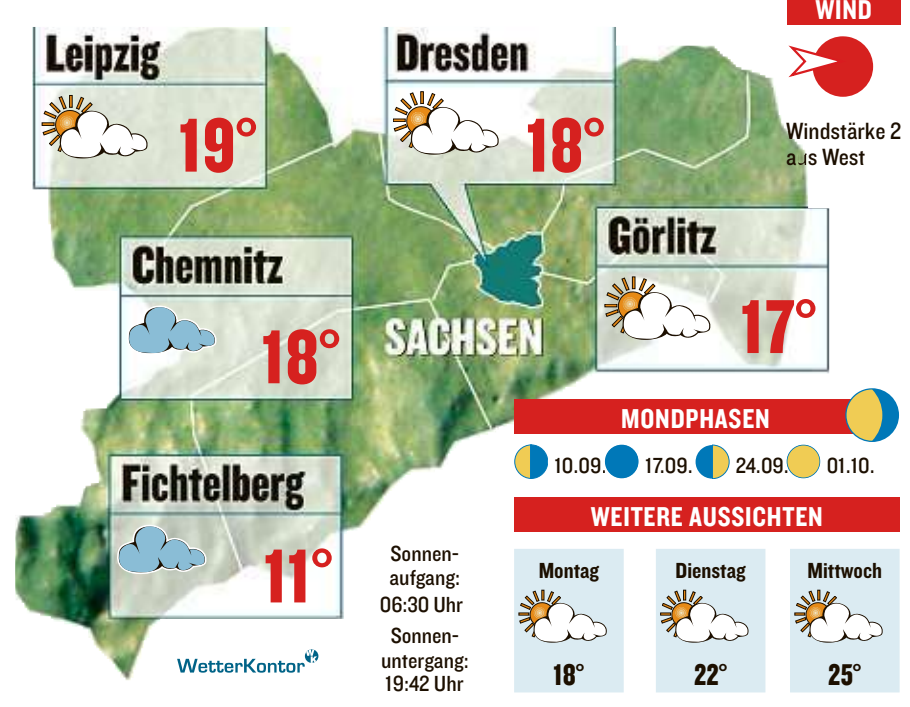 WIND
Windstärke 2
aus West
Leipzig
19°
Dresden
18°
Görlitz
17°
Chemnitz
18°
SACHSEN
Fichtelberg
11°
MONDPHASEN
10.09.
17.09.
24.09.
01.10.
WEITERE AUSSICHTEN
Montag
18°
Dienstag
22°
Mittwoch
25°
Sonnen-
aufgang:
06:30 Uhr
Sonnen-
untergang:
19:42 Uhr
WetterKontor